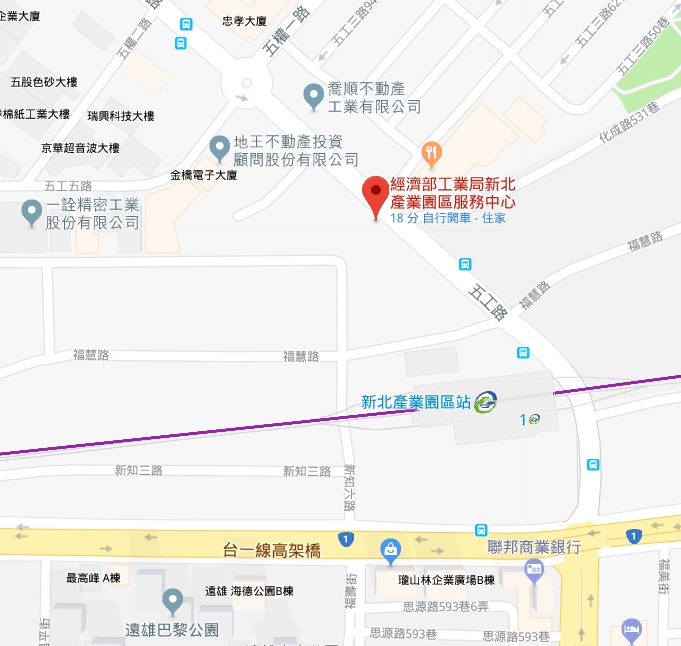 企業大廈
忠孝大廈
五權一路
五權二路
五工三路
五工三路50巷
五股色砂大樓
喬順不動產
工業有限公司
棉紙工業大樓
瑞興科技大樓
化成路531巷
京華超音波大樓
地王不動產投資
顧問股份有限公司
金橋電子大廈
五工五路
經濟部工業局新北
產業園區服務中心
18 分 自行開車 - 住家
一詮精密工業
股份有限公司
福慧路
五工路
福慧路
福慧路
福慧路
新北產業園區站
1
新知三路
新知三路
新知六路
1
1
台一線高架橋
聯邦商業銀行
最高峰 A棟
瓏山林企業廣場B棟
遠雄 海德公園B棟
福美街
思源路593巷6弄
遠雄巴黎公園
思源路593巷
思源路593巷